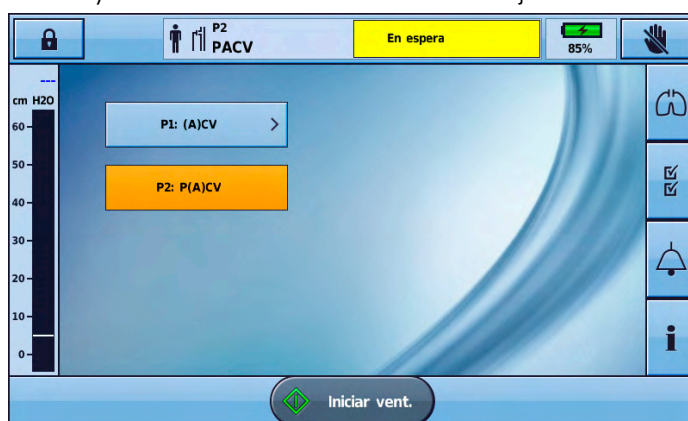 P2
PACV
En espera
85%
---
cm H2O
60
50
40
30
20
10
0
P1: (A)CV
P2: P(A)CV
Iniciar vent.